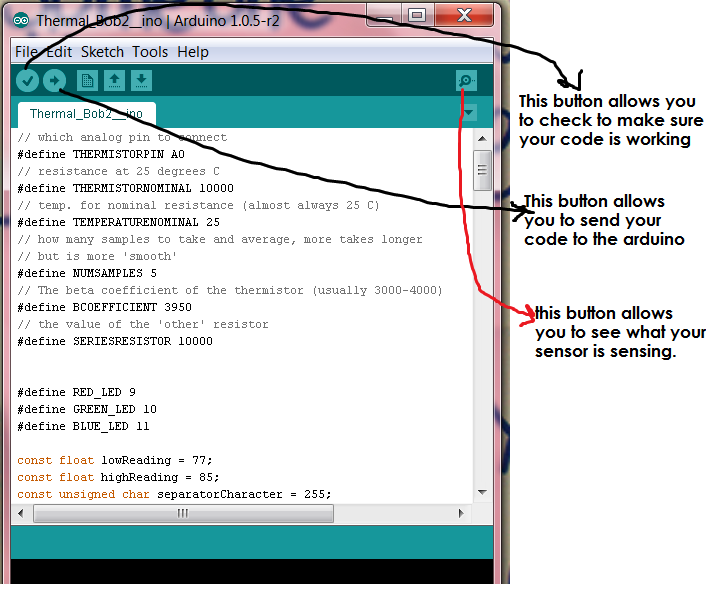 Thermal_Bob2__ino | Arduino 1.0.5-r2
File Edit Sketch Tools Help
Thermal_Bob2__ino
// which analog pin to connect
#define THERMISTORPIN A0
// resistance at 25 degrees C
#define THERMISTORNOMINAL 10000
// temp. for nominal resistance (almost always 25 C)
#define TEMPERATURENOMINAL 25
// how many samples to take and average, more takes longer
// but is more 'smooth'
#define NUMSAMPLES 5
// The beta coefficient of the thermistor (usually 3000-4000)
#define BCOEFFICIENT 3950
// the value of the 'other' resistor
#define SERIESRESISTOR 10000
#define RED_LED 9
#define GREEN_LED 10
#define BLUE_LED 11
const float lowReading = 77;
const float highReading = 85;
const unsigned char separatorCharacter = 255;
This button allows you
to check to make sure
your code is working
This button allows
you to send your
code to the arduino
this button allows
you to see what your
sensor is sensing.